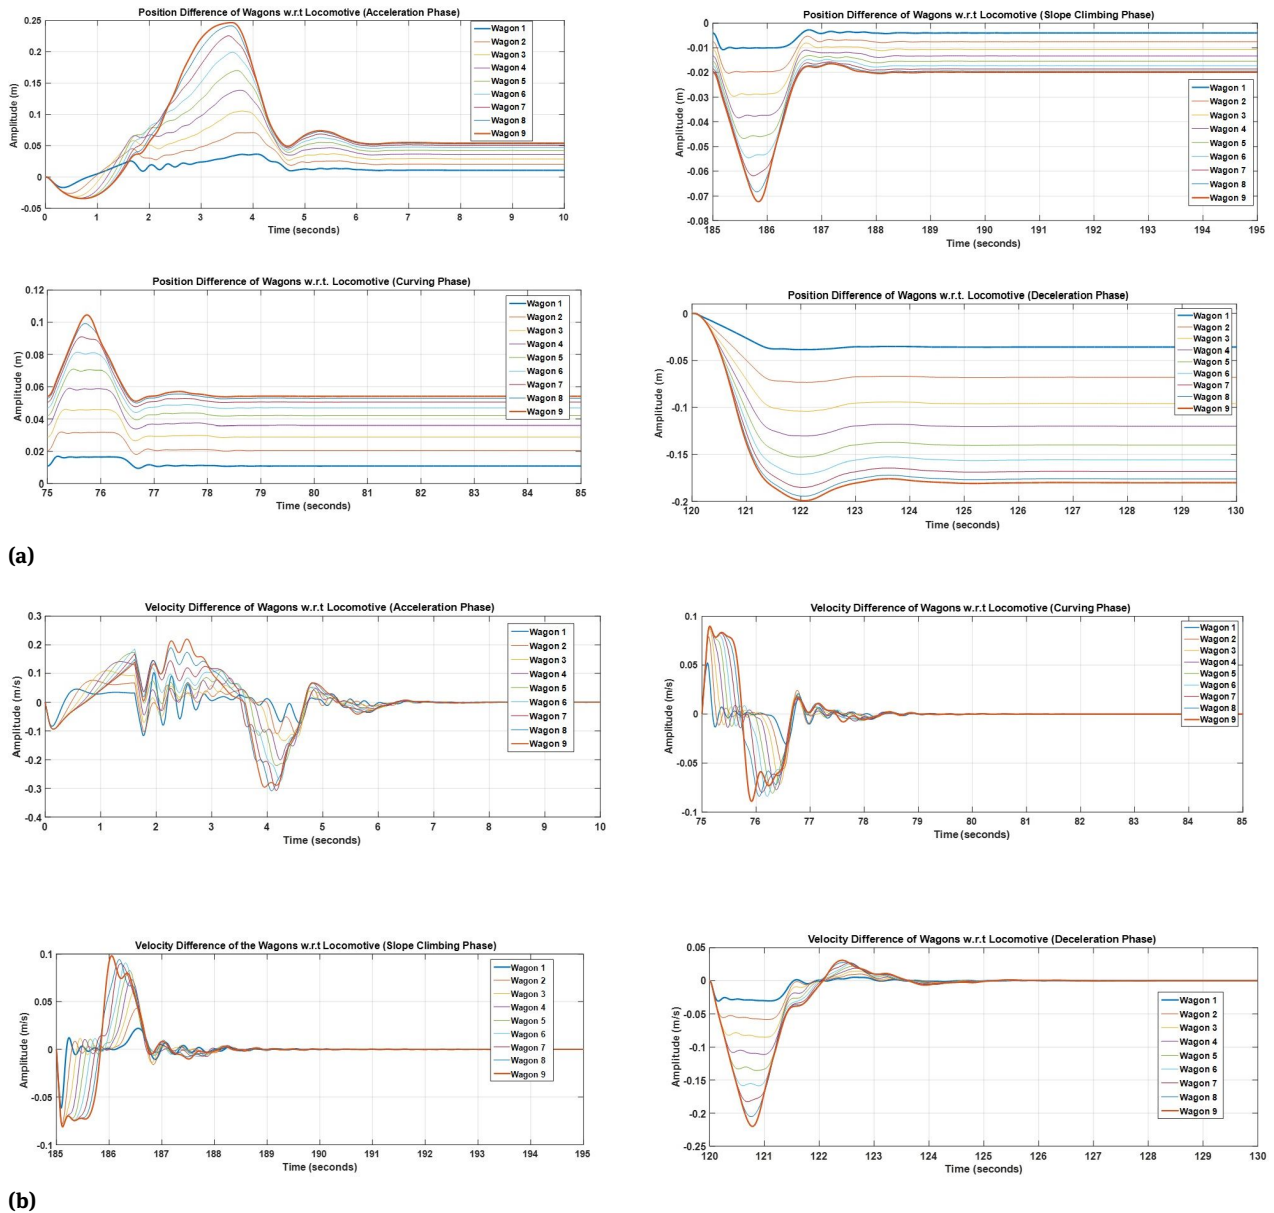 Position Difference of Wagons w.r.t Locomotive (Acceleration Phase)
Amplitude (m)
0.25
0.2
0.15
0.1
0.05
0
-0.05
0 1 2 3 4 5 6 7 8 9 10
Time (seconds)
Wagon 1
Wagon 2
Wagon 3
Wagon 4
Wagon 5
Wagon 6
Wagon 7
Wagon 8
Wagon 9
Position Difference of Wagons w.r.t Locomotive (Slope Climbing Phase)
Amplitude (m)
0
-0.01
-0.02
-0.03
-0.04
-0.05
-0.06
-0.07
-0.08
185 186 187 188 189 190 191 192 193 194 195
Time (seconds)
Wagon 1
Wagon 2
Wagon 3
Wagon 4
Wagon 5
Wagon 6
Wagon 7
Wagon 8
Wagon 9
Position Difference of Wagons w.r.t. Locomotive (Curving Phase)
Amplitude (m)
0.12
0.1
0.08
0.06
0.04
0.02
0
75 76 77 78 79 80 81 82 83 84 85
Time (seconds)
Wagon 1
Wagon 2
Wagon 3
Wagon 4
Wagon 5
Wagon 6
Wagon 7
Wagon 8
Wagon 9
Position Difference of Wagons w.r.t. Locomotive (Deceleration Phase)
Amplitude (m)
0
-0.05
-0.1
-0.15
-0.2
120 121 122 123 124 125 126 127 128 129 130
Time (seconds)
Wagon 1
Wagon 2
Wagon 3
Wagon 4
Wagon 5
Wagon 6
Wagon 7
Wagon 8
Wagon 9
(a)
Velocity Difference of Wagons w.r.t Locomotive (Acceleration Phase)
Amplitude (m/s)
0.3
0.2
0.1
0
-0.1
-0.2
-0.3
-0.4
0 1 2 3 4 5 6 7 8 9 10
Time (seconds)
Wagon 1
Wagon 2
Wagon 3
Wagon 4
Wagon 5
Wagon 6
Wagon 7
Wagon 8
Wagon 9
Velocity Difference of Wagons w.r.t Locomotive (Curving Phase)
Amplitude (m/s)
0.1
0.05
0
-0.05
-0.1
75 76 77 78 79 80 81 82 83 84 85
Time (seconds)
Wagon 1
Wagon 2
Wagon 3
Wagon 4
Wagon 5
Wagon 6
Wagon 7
Wagon 8
Wagon 9
Velocity Difference of the Wagons w.r.t Locomotive (Slope Climbing Phase)
Amplitude (m/s)
0.1
0.05
0
-0.05
-0.1
185 186 187 188 189 190 191 192 193 194 195
Time (seconds)
Wagon 1
Wagon 2
Wagon 3
Wagon 4
Wagon 5
Wagon 6
Wagon 7
Wagon 8
Wagon 9
Velocity Difference of Wagons w.r.t Locomotive (Deceleration Phase)
Amplitude (m/s)
0.05
0
-0.05
-0.1
-0.15
-0.2
-0.25
120 121 122 123 124 125 126 127 128 129 130
Time (seconds)
Wagon 1
Wagon 2
Wagon 3
Wagon 4
Wagon 5
Wagon 6
Wagon 7
Wagon 8
Wagon 9
(b)